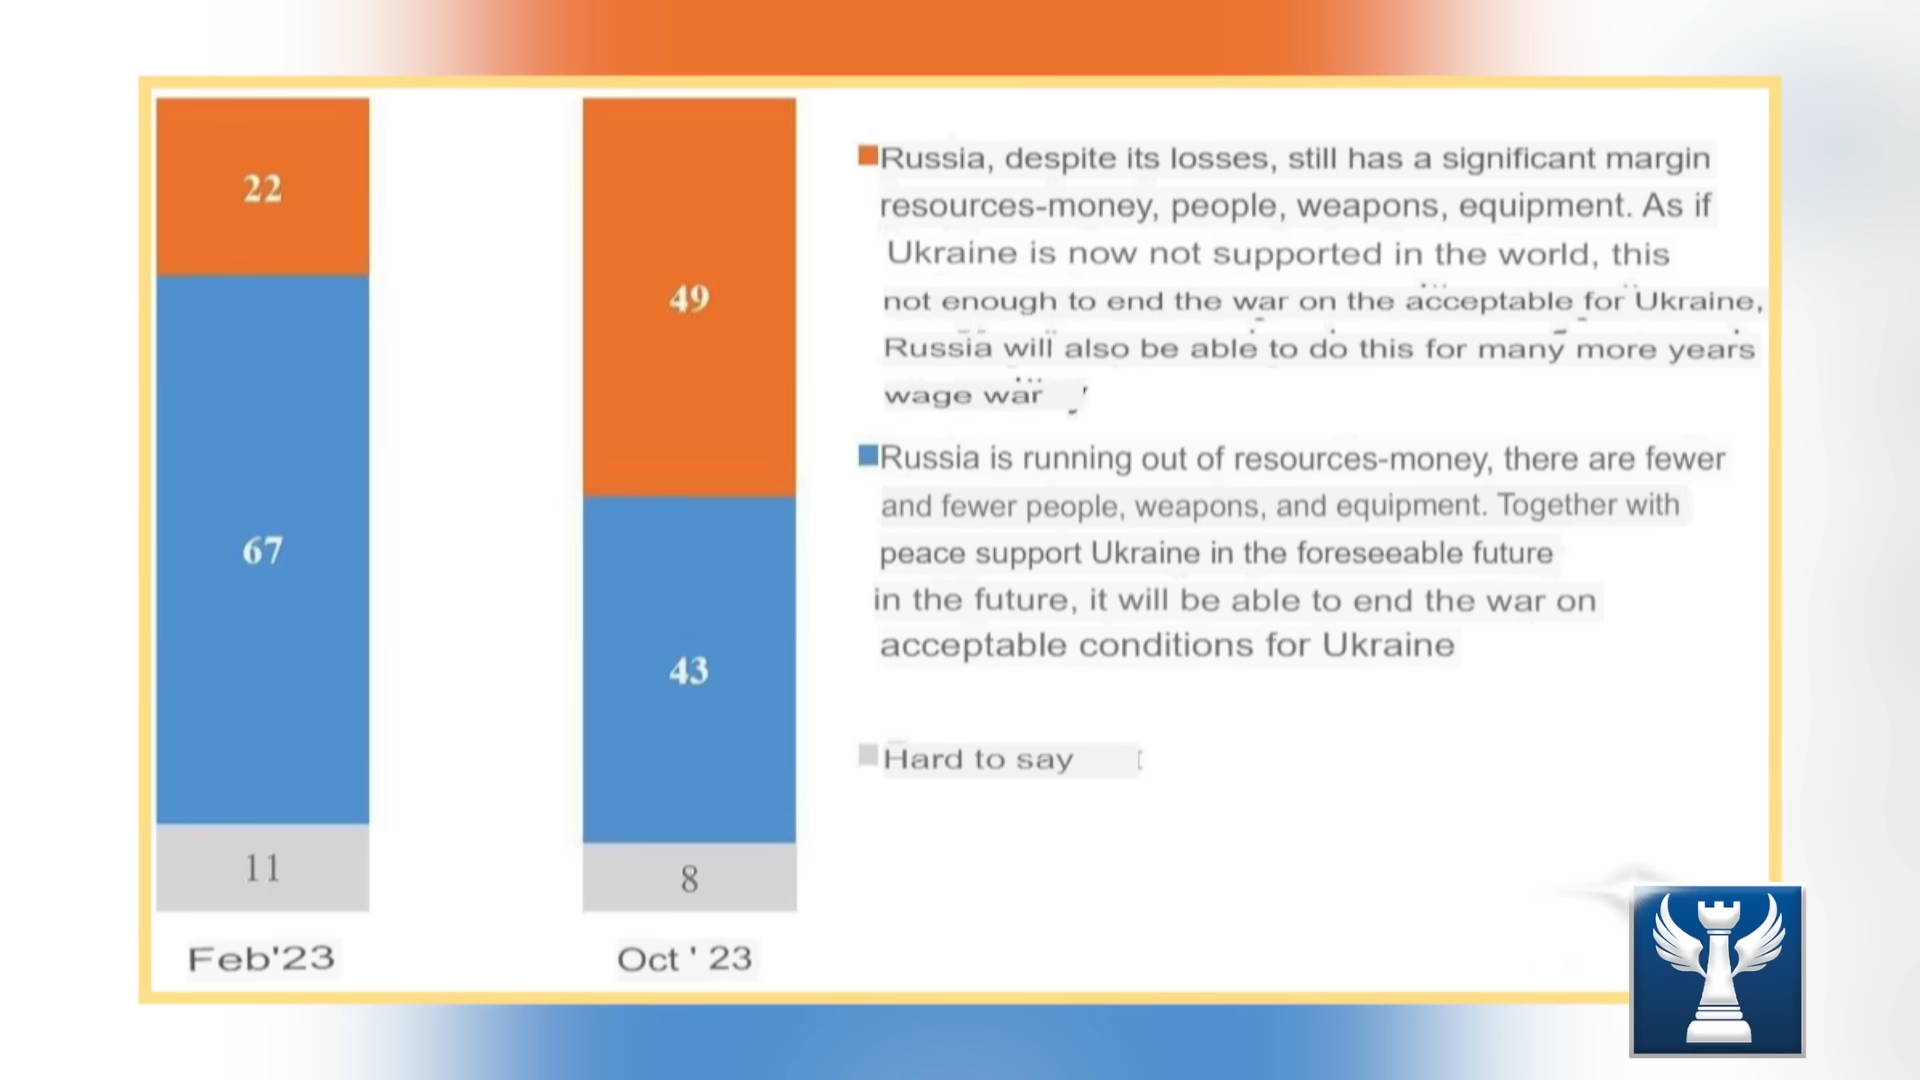 22
67
11
Feb'23
49
43
8
Oct ' 23
Russia, despite its losses, still has a significant margin
resources-money, people, weapons, equipment. As if
Ukraine is now not supported in the world, this
not enough to end the war on the acceptable for Ukraine,
Russia will also be able to do this for many more years
wage war
Russia is running out of resources-money, there are fewer
and fewer people, weapons, and equipment. Together with
peace support Ukraine in the foreseeable future
in the future, it will be able to end the war on
acceptable conditions for Ukraine
Hard to say